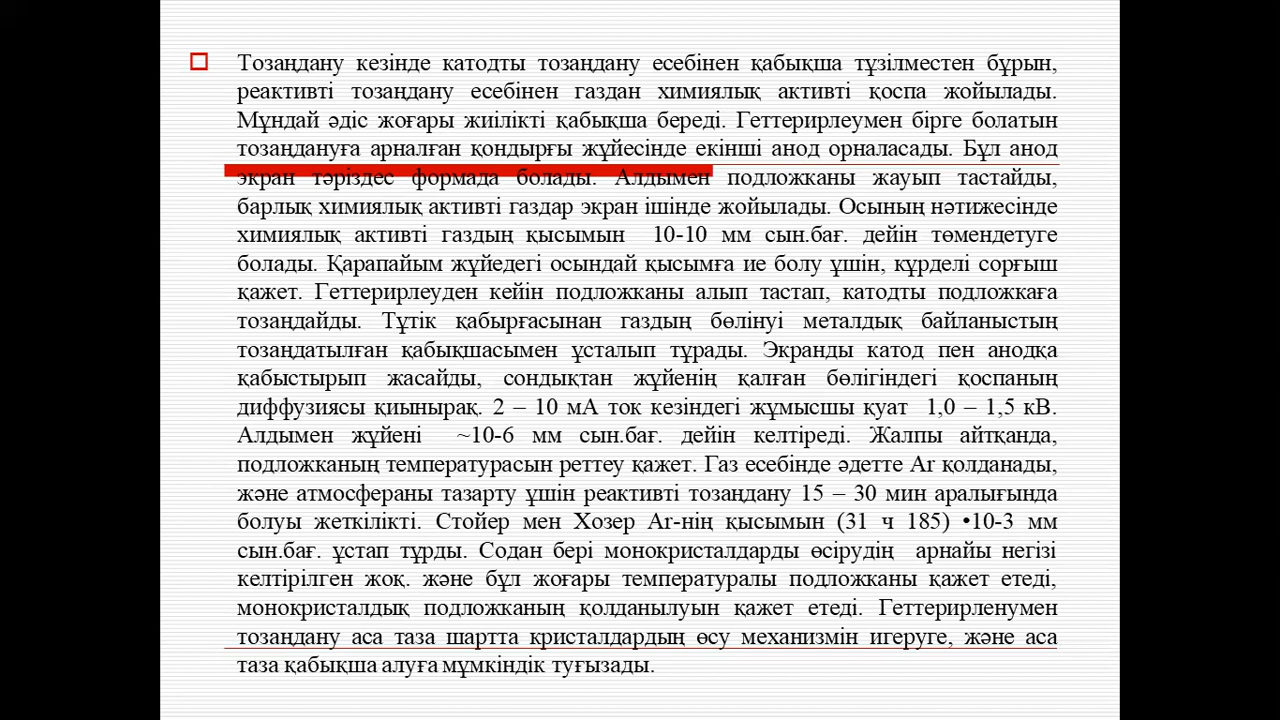 Тозаңдану кезінде катодты тозаңдану есебінен қабықша түзілместен бұрын,
реактивті тозаңдану есебінен газдан химиялық активті қоспа жойылады.
Мұндай әдіс жоғары жиілікті қабықша береді. Геттерирлеумен бірге болатын
тозаңдануға арналған қондырғы жүйесінде екінші анод орналасады. Бұл анод
экран тәріздес формада болады. Алдымен подложканы жауып тастайды,
барлық химиялық активті газдар экран ішінде жойылады. Осының нәтижесінде
химиялық активті газдың қысымын 10-10 мм сын.бағ. дейін төмендетуге
болады. Қарапайым жүйедегі осындай қысымға ие болу үшін, күрделі сорғыш
қажет. Геттерирлеуден кейін подложканы алып тастап, катодты подложкаға
тозаңдайды. Түтік қабырғасынан газдың бөлінуі металдық байланыстың
тозаңдатылған қабықшасымен ұсталып тұрады. Экранды катод пен анодқа
қабыстырып жасайды, сондықтан жүйенің қалған бөлігіндегі қоспаның
диффузиясы қиынырақ. 2 – 10 мА ток кезіндегі жұмысшы қуат 1,0 – 1,5 кВ.
Алдымен жүйені ~10-6 мм сын.бағ. дейін келтіреді. Жалпы айтқанда,
подложканың температурасын реттеу қажет. Газ есебінде әдетте Ar қолданады,
және атмосфераны тазарту үшін реактивті тозаңдану 15 – 30 мин аралығында
болуы жеткілікті. Стойер мен Хозер Ar-нің қысымын (31 ч 185) •10-3 мм
сын.бағ. ұстап тұрды. Содан бері монокристалдарды өсірудің арнайы негізі
келтірілген жоқ. және бұл жоғары температуралы подложканы қажет етеді,
монокристалдық подложканың қолданылуын қажет етеді. Геттерирленумен
тозаңдану аса таза шартта кристалдардың өсу механизмін игеруге, және аса
таза қабықша алуға мүмкіндік туғызады.